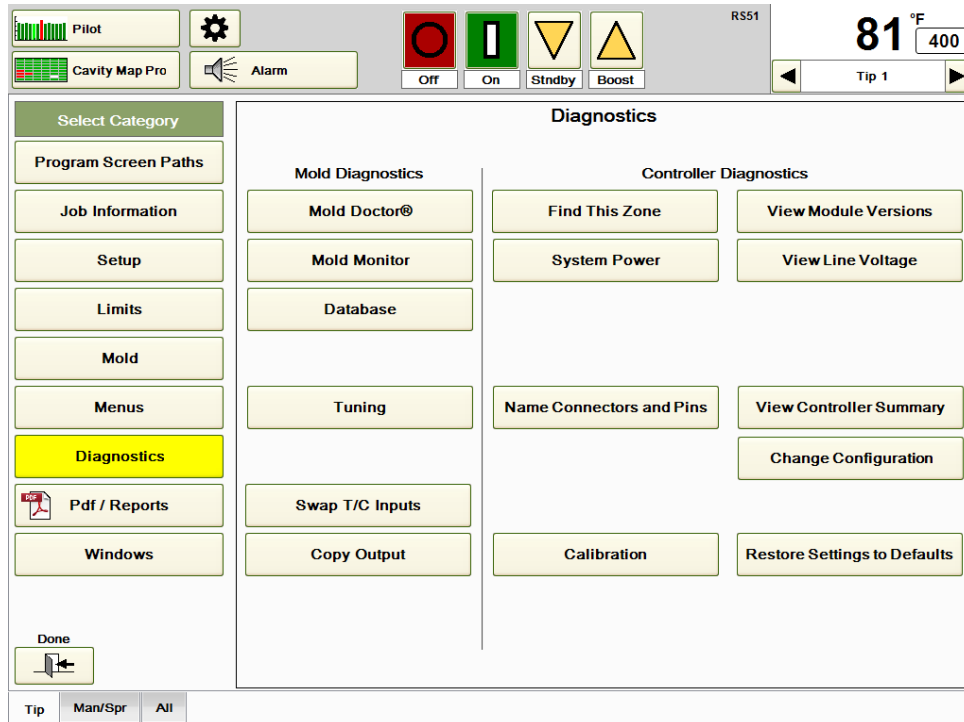 Pilot
RS51
81 °F
400
Cavity Map Pro
Alarm
Off
On
Stndby
Boost
Tip 1
Select Category
Program Screen Paths
Job Information
Setup
Limits
Mold
Menus
Diagnostics
PDF
Pdf / Reports
Windows
Done
Diagnostics
Mold Diagnostics
Mold Doctor®
Mold Monitor
Database
Tuning
Swap T/C Inputs
Copy Output
Controller Diagnostics
Find This Zone
View Module Versions
System Power
View Line Voltage
Name Connectors and Pins
View Controller Summary
Change Configuration
Calibration
Restore Settings to Defaults
Tip
Man/Spr
All